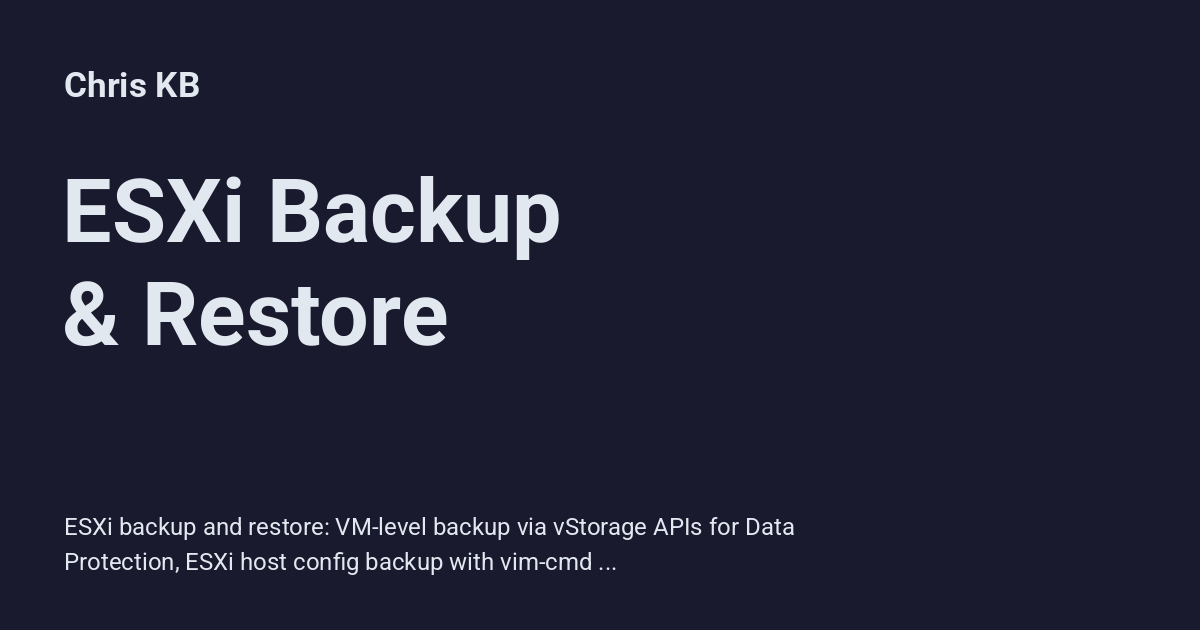 Chris KB
ESXi Backup
& Restore
ESXi backup and restore: VM-level backup via vStorage APIs for Data
Protection, ESXi host config backup with vim-cmd ...